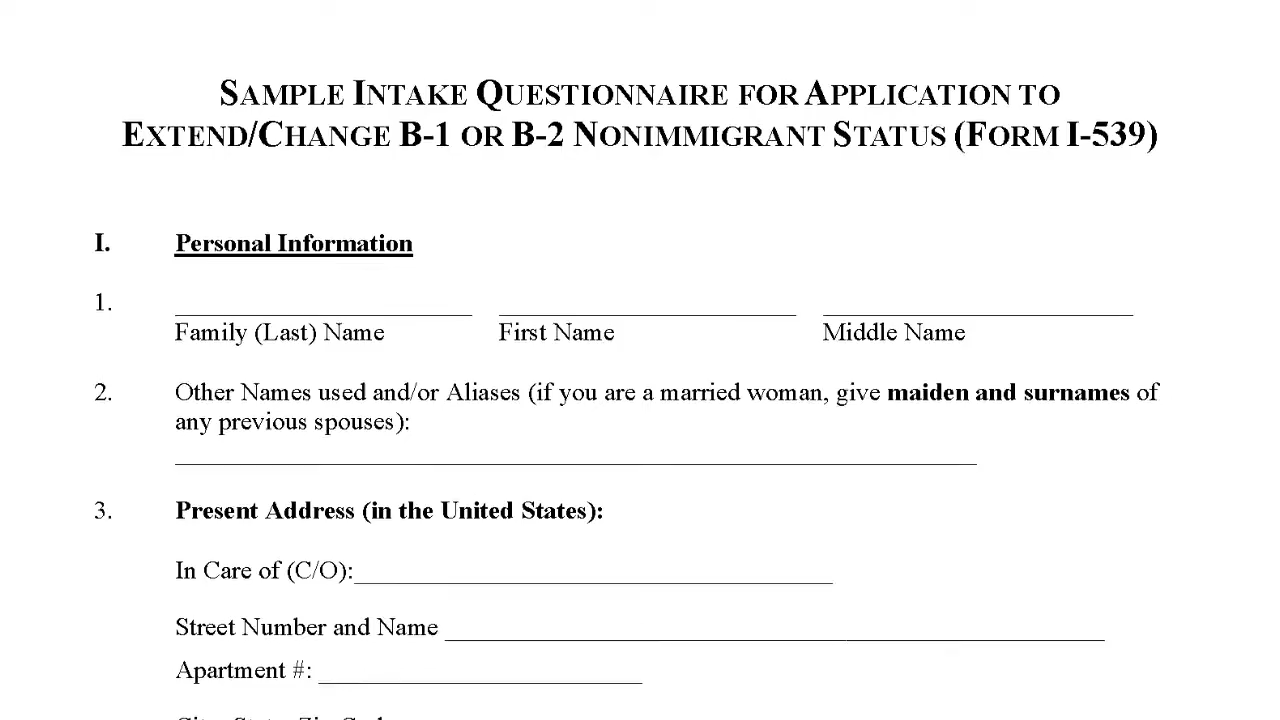 SAMPLE INTAKE QUESTIONNAIRE FOR APPLICATION TO
EXTEND/CHANGE B-1 OR B-2 NONIMMIGRANT STATUS (FORM I-539)
I. Personal Information
1.
Family (Last) Name First Name Middle Name
2. Other Names used and/or Aliases (if you are a married woman, give maiden and surnames of
any previous spouses):
3. Present Address (in the United States):
In Care of (C/O):
Street Number and Name
Apartment #: